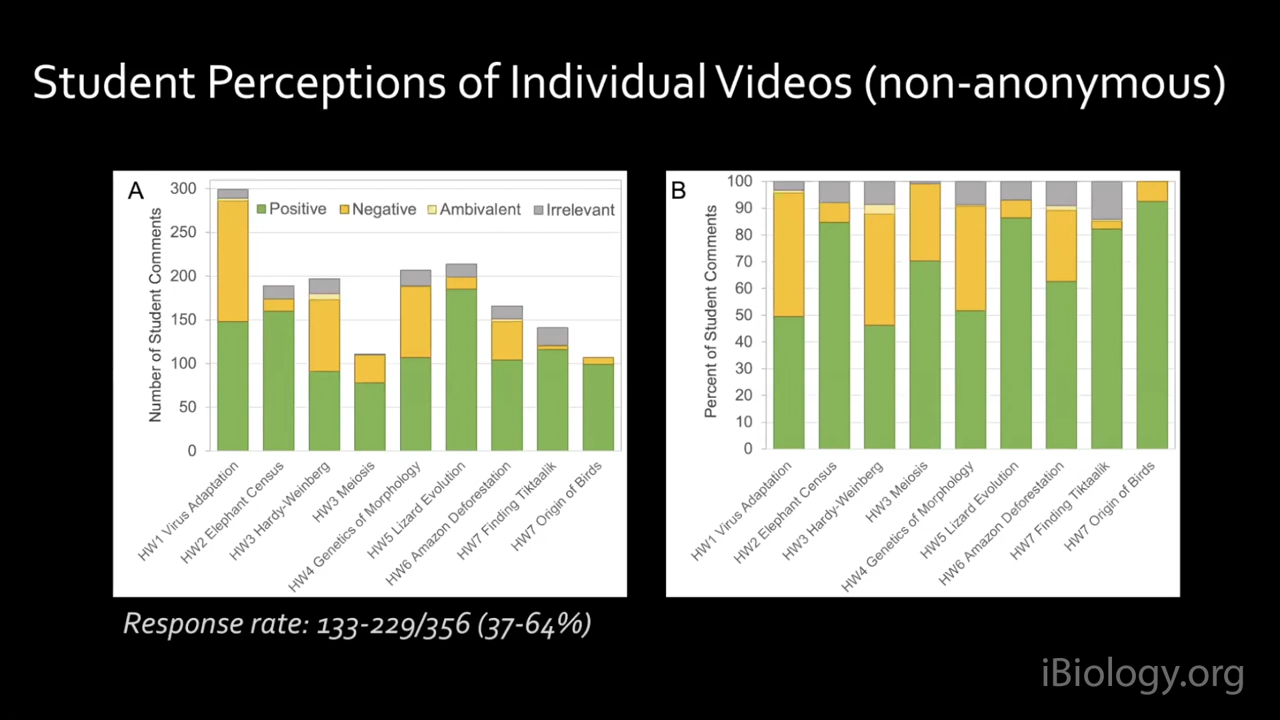 Student Perceptions of Individual Videos (non-anonymous)
A
Positive Negative Ambivalent Irrelevant
Number of Student Comments
300
250
200
150
100
50
0
HW1 Virus Adaptation
HW2 Elephant Census
HW3 Hardy-Weinberg
HW3 Meiosis
HW4 Genetics of Morphology
HW5 Lizard Evolution
HW6 Amazon Deforestation
HW7 Finding Tiktaalik
HW7 Origin of Birds
B
Percent of Student Comments
100
90
80
70
60
50
40
30
20
10
0
HW1 Virus Adaptation
HW2 Elephant Census
HW3 Hardy-Weinberg
HW3 Meiosis
HW4 Genetics of Morphology
HW5 Lizard Evolution
HW6 Amazon Deforestation
HW7 Finding Tiktaalik
HW7 Origin of Birds
Response rate: 133-229/356 (37-64%)
iBiology.org